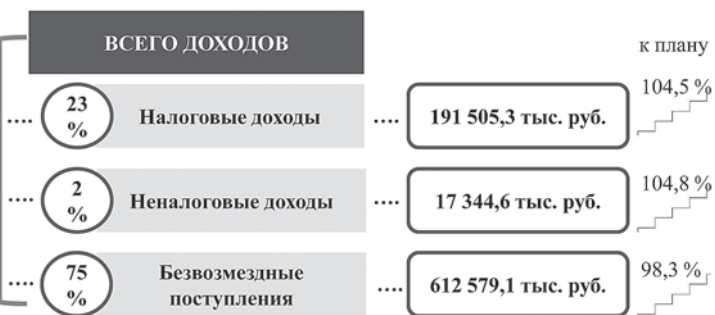 ВСЕГО ДОХОДОВ
к плану
23
%
Налоговые доходы
191 505,3 тыс. руб.
104,5 %
2
%
Неналоговые доходы
17 344,6 тыс. руб.
104,8 %
75
%
Безвозмездные
поступления
612 579,1 тыс. руб.
98,3 %